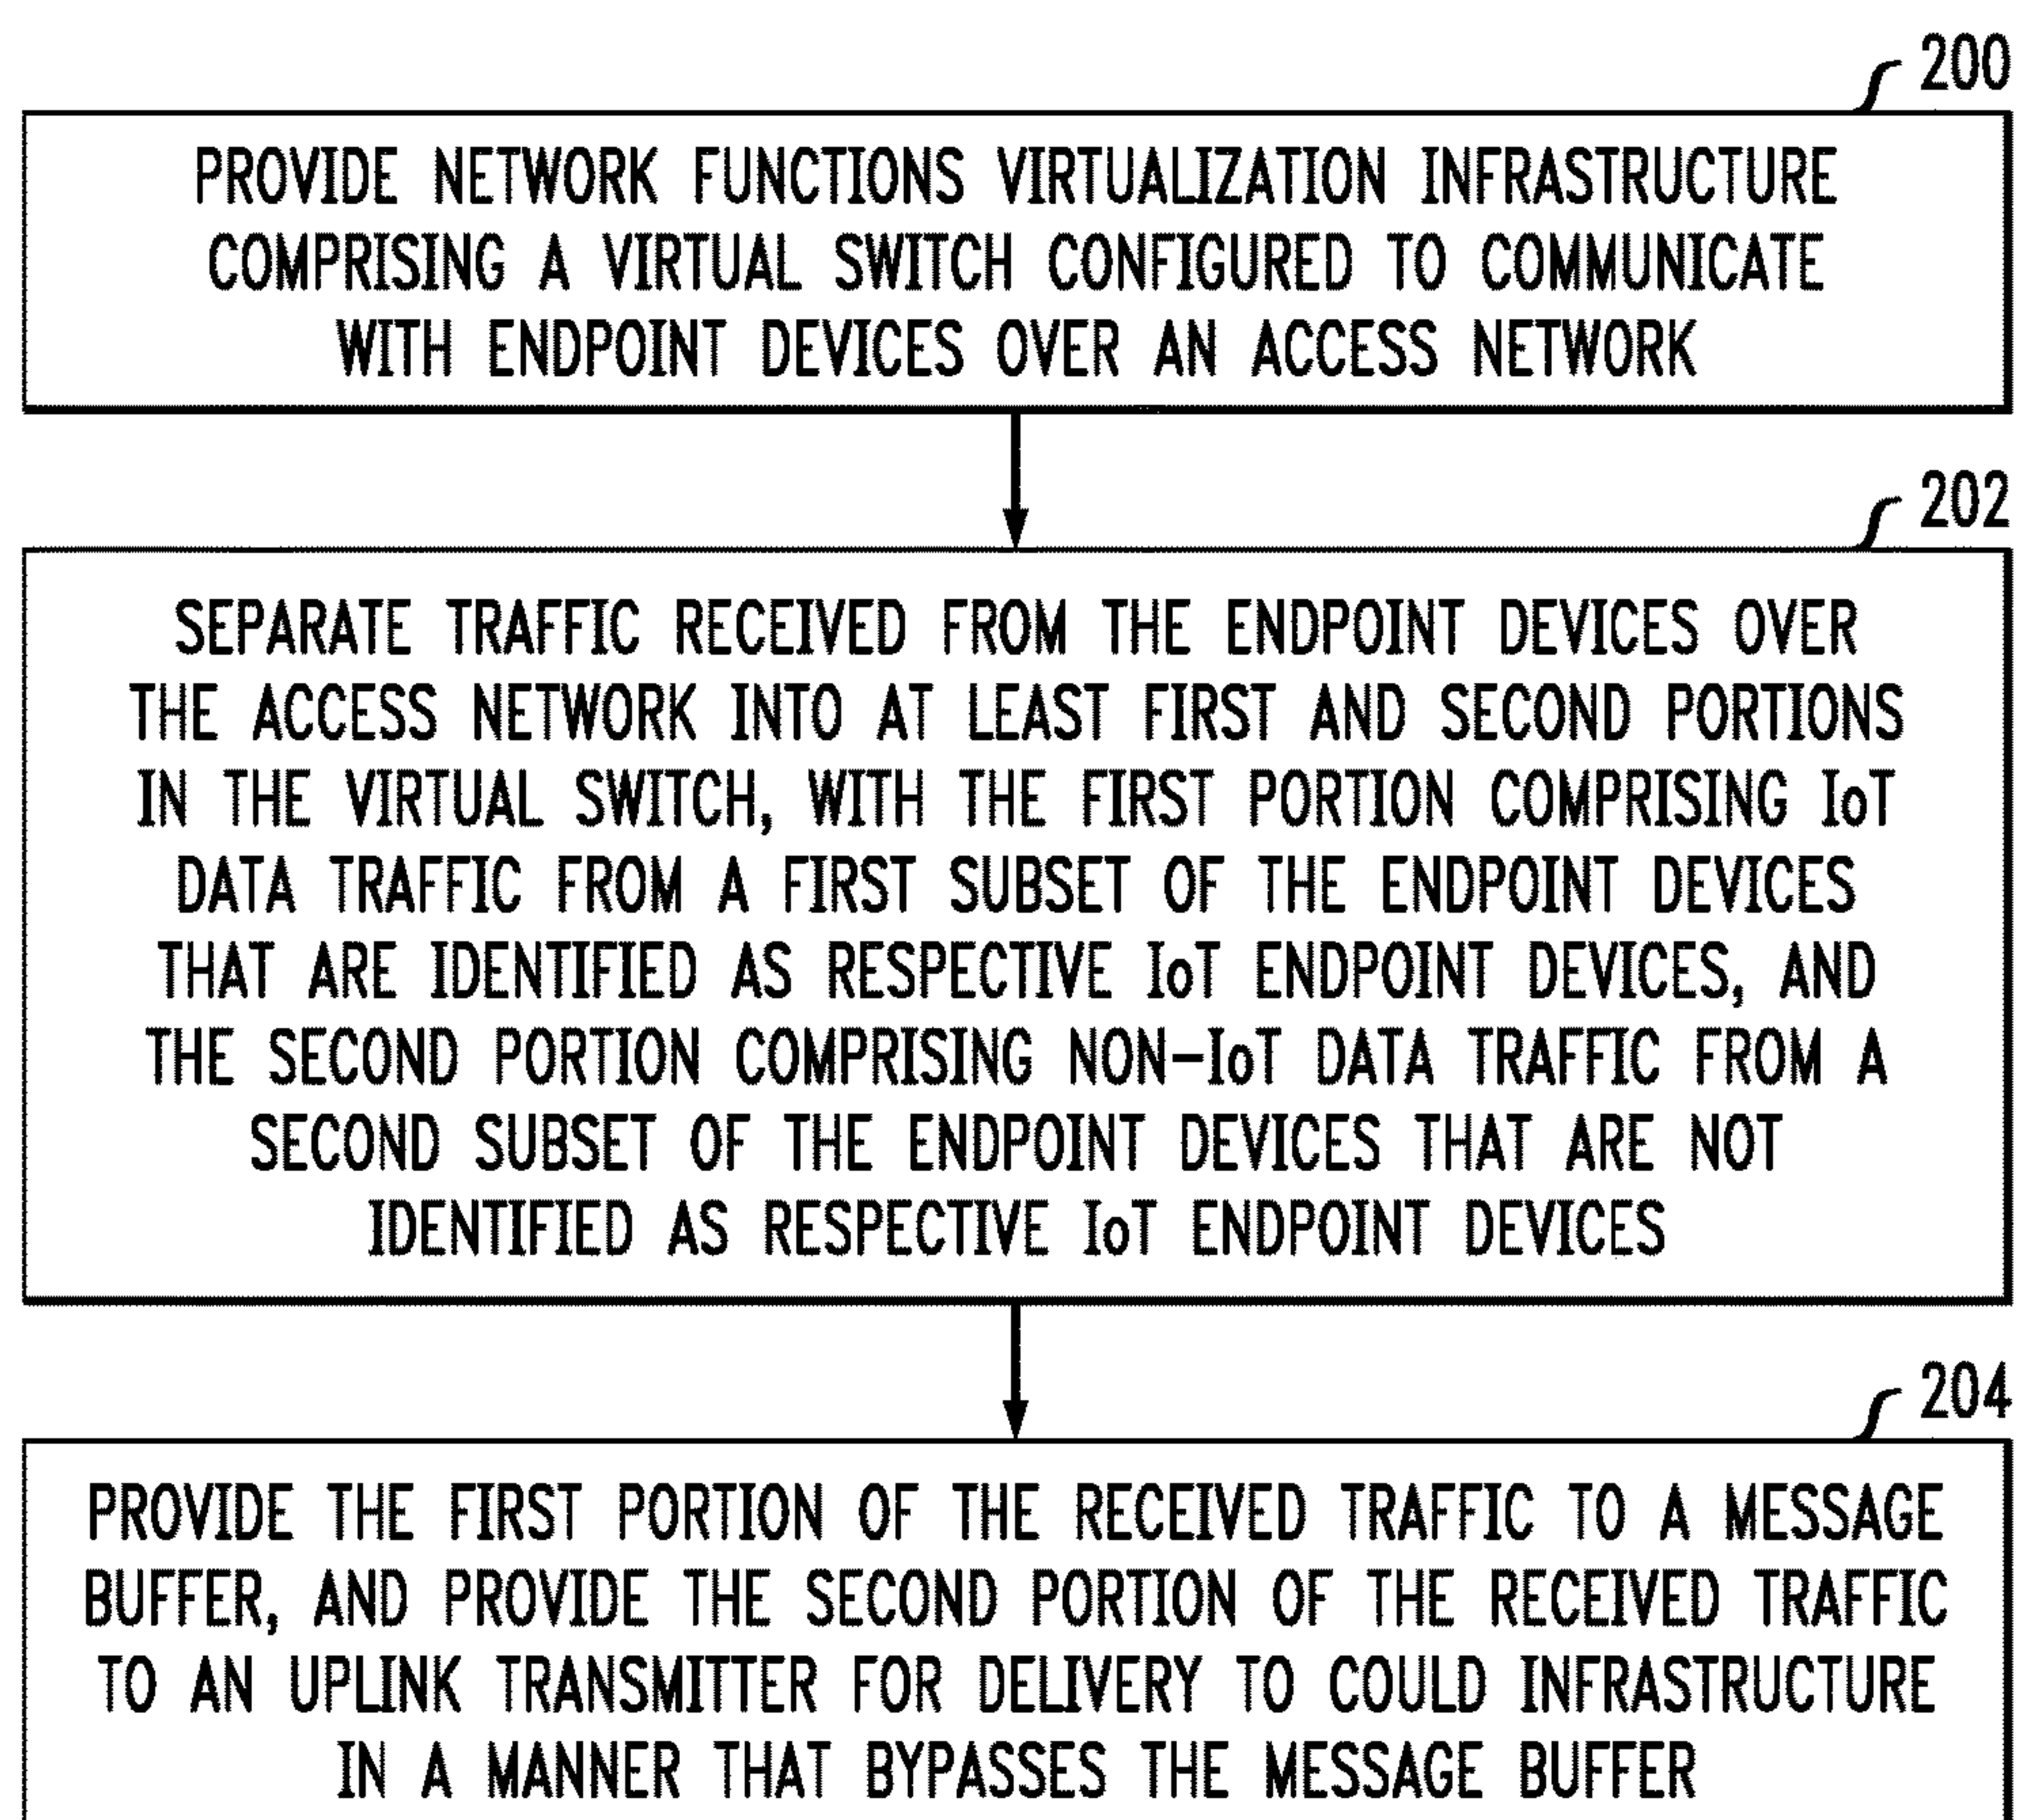 200
PROVIDE NETWORK FUNCTIONS VIRTUALIZATION INFRASTRUCTURE
COMPRISING A VIRTUAL SWITCH CONFIGURED TO COMMUNICATE
WITH ENDPOINT DEVICES OVER AN ACCESS NETWORK
202
SEPARATE TRAFFIC RECEIVED FROM THE ENDPOINT DEVICES OVER
THE ACCESS NETWORK INTO AT LEAST FIRST AND SECOND PORTIONS
IN THE VIRTUAL SWITCH, WITH THE FIRST PORTION COMPRISING IoT
DATA TRAFFIC FROM A FIRST SUBSET OF THE ENDPOINT DEVICES
THAT ARE IDENTIFIED AS RESPECTIVE IoT ENDPOINT DEVICES, AND
THE SECOND PORTION COMPRISING NON-IoT DATA TRAFFIC FROM A
SECOND SUBSET OF THE ENDPOINT DEVICES THAT ARE NOT
IDENTIFIED AS RESPECTIVE IoT ENDPOINT DEVICES
204
PROVIDE THE FIRST PORTION OF THE RECEIVED TRAFFIC TO A MESSAGE
BUFFER, AND PROVIDE THE SECOND PORTION OF THE RECEIVED TRAFFIC
TO AN UPLINK TRANSMITTER FOR DELIVERY TO COULD INFRASTRUCTURE
IN A MANNER THAT BYPASSES THE MESSAGE BUFFER